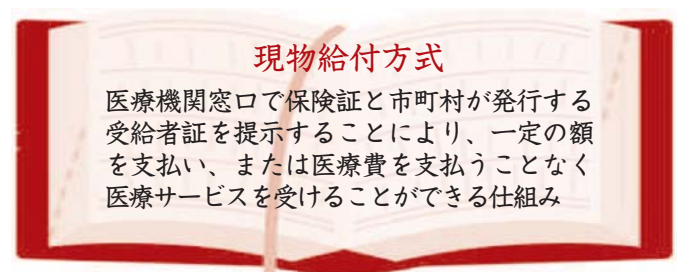 現物給付方式
医療機関窓口で保険証と市町村が発行する
受給者証を提示することにより、一定の額
を支払い、または医療費を支払うことなく
医療サービスを受けることができる仕組み